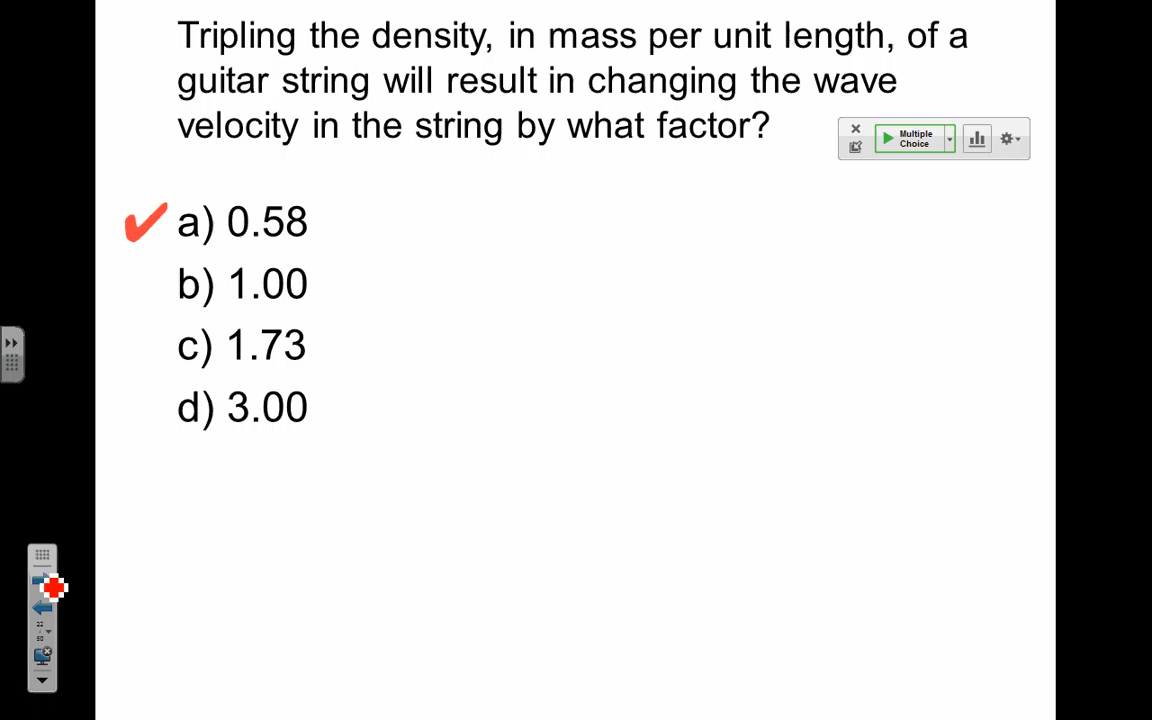 Tripling the density, in mass per unit length, of a
guitar string will result in changing the wave
velocity in the string by what factor?
Multiple
Choice
a) 0.58
b) 1.00
c) 1.73
d) 3.00